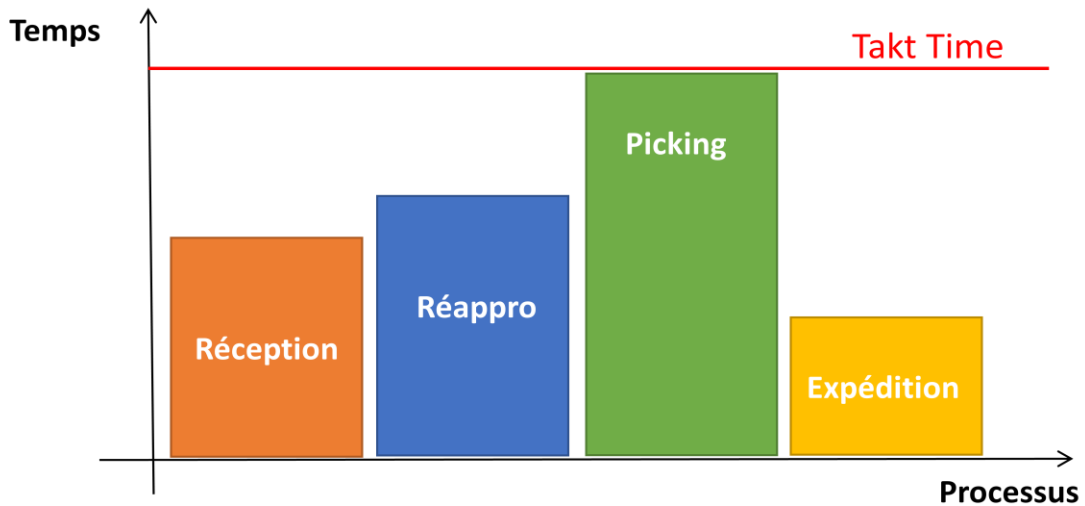 Temps
Takt Time
Picking
Réappro
Réception
Expédition
Processus